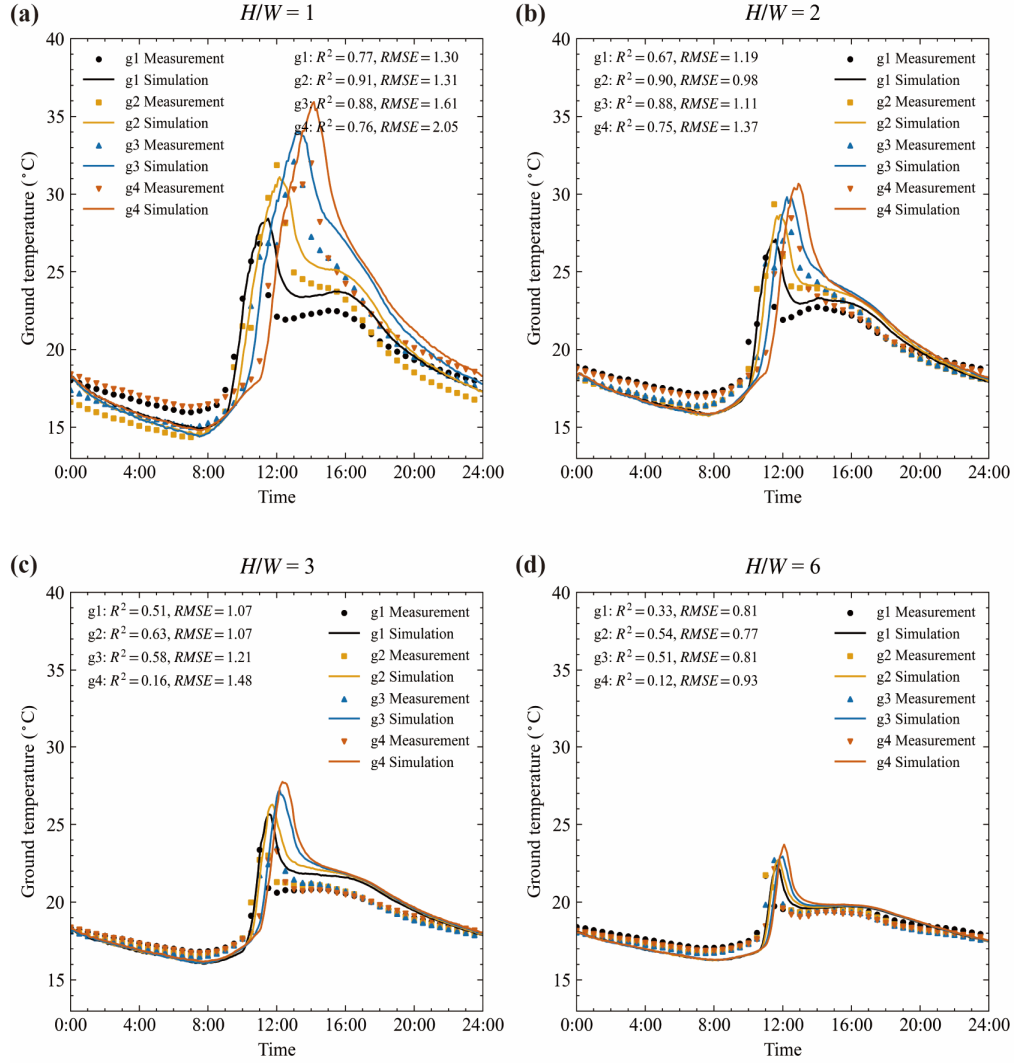 (a)
H/W = 1
g1 Measurement
g1 Simulation
g2 Measurement
g2 Simulation
g3 Measurement
g3 Simulation
g4 Measurement
g4 Simulation
g1: R² = 0.77, RMSE = 1.30
g2: R² = 0.91, RMSE = 1.31
g3: R² = 0.88, RMSE = 1.61
g4: R² = 0.76, RMSE = 2.05
Ground temperature (°C)
40
35
30
25
20
15
0:00 4:00 8:00 12:00 16:00 20:00 24:00
Time
(b)
H/W = 2
g1: R² = 0.67, RMSE = 1.19
g2: R² = 0.90, RMSE = 0.98
g3: R² = 0.88, RMSE = 1.11
g4: R² = 0.75, RMSE = 1.37
g1 Measurement
g1 Simulation
g2 Measurement
g2 Simulation
g3 Measurement
g3 Simulation
g4 Measurement
g4 Simulation
Ground temperature (°C)
40
35
30
25
20
15
0:00 4:00 8:00 12:00 16:00 20:00 24:00
Time
(c)
H/W = 3
g1: R² = 0.51, RMSE = 1.07
g2: R² = 0.63, RMSE = 1.07
g3: R² = 0.58, RMSE = 1.21
g4: R² = 0.16, RMSE = 1.48
g1 Measurement
g1 Simulation
g2 Measurement
g2 Simulation
g3 Measurement
g3 Simulation
g4 Measurement
g4 Simulation
Ground temperature (°C)
40
35
30
25
20
15
0:00 4:00 8:00 12:00 16:00 20:00 24:00
Time
(d)
H/W = 6
g1: R² = 0.33, RMSE = 0.81
g2: R² = 0.54, RMSE = 0.77
g3: R² = 0.51, RMSE = 0.81
g4: R² = 0.12, RMSE = 0.93
g1 Measurement
g1 Simulation
g2 Measurement
g2 Simulation
g3 Measurement
g3 Simulation
g4 Measurement
g4 Simulation
Ground temperature (°C)
40
35
30
25
20
15
0:00 4:00 8:00 12:00 16:00 20:00 24:00
Time